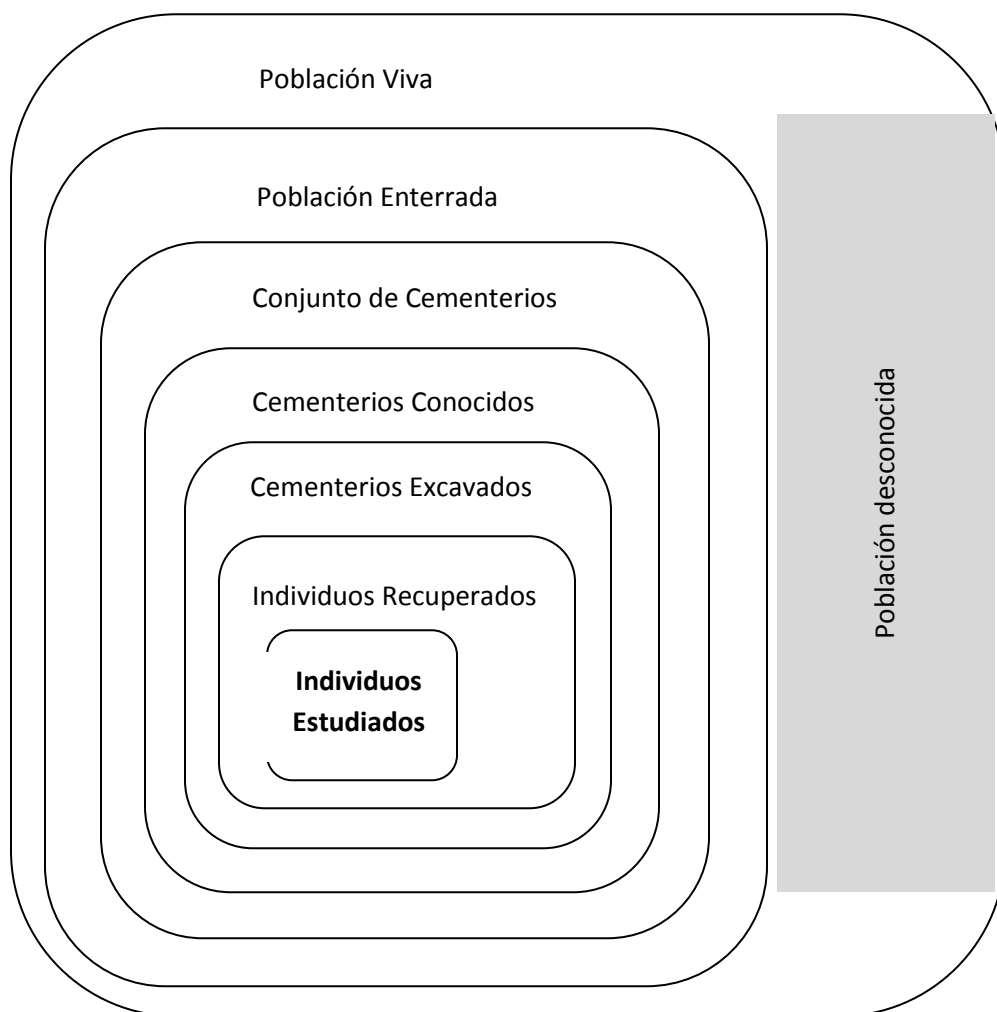 Población Viva
Población Enterrada
Conjunto de Cementerios
Cementerios Conocidos
Cementerios Excavados
Individuos Recuperados
Individuos
Estudiados
Población desconocida